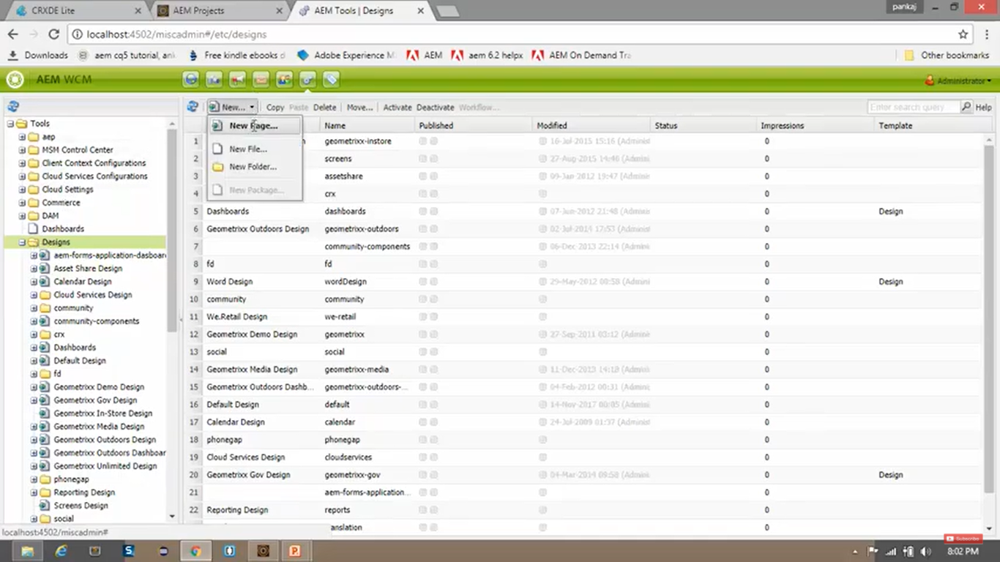 CRXDE Lite
AEM Projects
AEM Tools | Designs
pankaj
localhost:4502/miscadmin#/etc/designs
Downloads
aem cq5 tutorial, an
Free kindle ebooks
Adobe Experience M
AEM
aem 6.2 helpx
AEM On Demand Tra
Other bookmarks
AEM WCM
Administrator
New...
Copy
Paste
Delete
Move...
Activate
Deactivate
Workflow...
Enter search query
Help
Tools
aep
MSM Control Center
Client Context Configurations
Cloud Services Configurations
Cloud Settings
Commerce
DAM
Dashboards
Designs
aem-forms-application-dasboar
Asset Share Design
Calendar Design
Cloud Services Design
community
community-components
crx
Dashboards
Default Design
fd
Geometrixx Demo Design
Geometrixx Gov Design
Geometrixx In-Store Design
Geometrixx Media Design
Geometrixx Outdoors Design
Geometrixx Outdoors Dashboar
Geometrixx Unlimited Design
phonegap
Reporting Design
Screens Design
social
New Page...
New File...
New Folder...
New Package...
Name Published Modified Status Impressions Template
1 geometrixx-instore 16-Jul-2015 15:16 (Adminis 0
2 screens 27-Aug-2015 14:46 (Adminis 0
3 assetshare 09-Jan-2012 19:47 (Adminis 0
4 crx 0
5 Dashboards dashboards 07-Jun-2012 21:48 (Adminis 0 Design
6 Geometrixx Outdoors Design geometrixx-outdoors 02-Jul-2014 17:53 (Adminis 0
7 community-components 06-Dec-2013 22:14 (Adminis 0
8 fd fd 0
9 Word Design wordDesign 29-May-2012 00:58 (Adminis 0 Design
10 community community 0
11 We.Retail Design we-retail 0
12 Geometrixx Demo Design geometrixx 27-Sep-2011 03:12 (Adminis 0
13 social social 0
14 Geometrixx Media Design geometrixx-media 11-Dec-2013 14:18 (Adminis 0
15 Geometrixx Outdoors Dashb... geometrixx-outdoors-... 04-Feb-2012 00:31 (Adminis 0
16 Default Design default 14-Nov-2017 00:05 (Adminis 0
17 Calendar Design calendar 24-Jul-2009 01:37 (Adminis 0
18 phonegap phonegap 0
19 Cloud Services Design cloudservices 0
20 Geometrixx Gov Design geometrixx-gov 04-Mar-2014 09:58 (Adminis 0 Design
21 aem-forms-application... 0
22 Reporting Design reports 0
anslation 0
localhost:4502/miscadmin#
Subscribe
8:02 PM